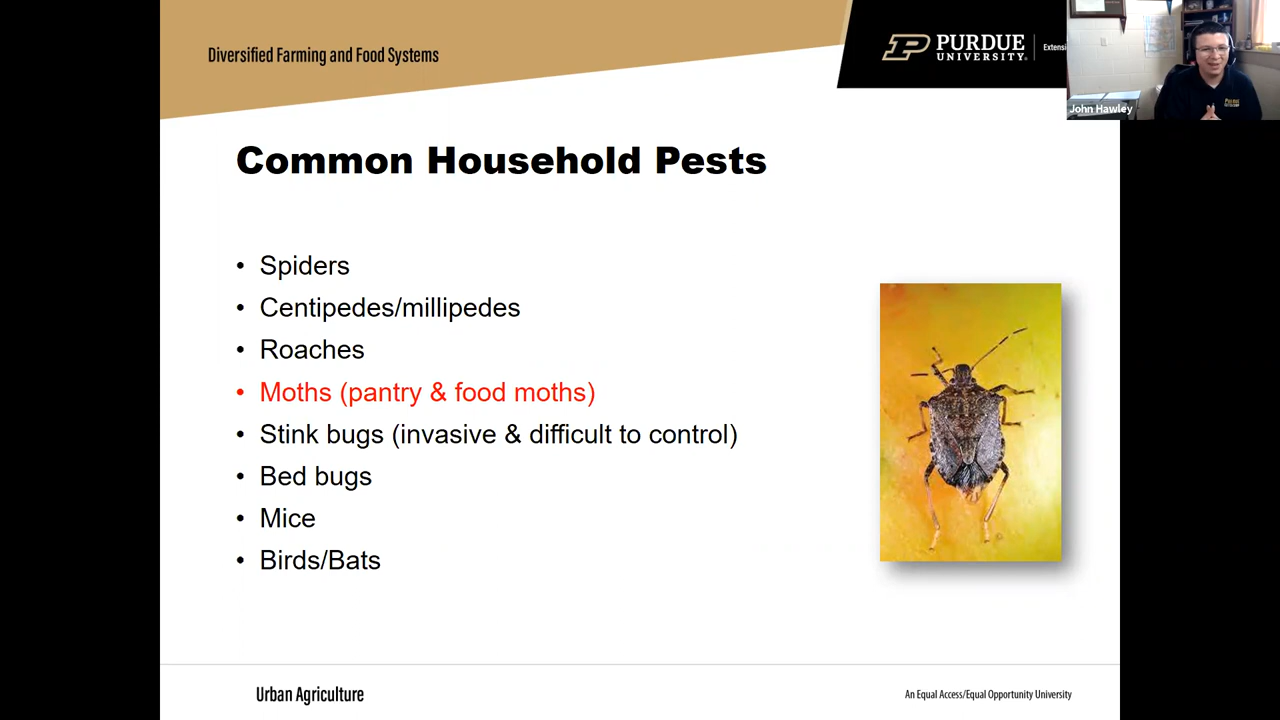 Diversified Farming and Food Systems
PURDUE
UNIVERSITY
John Hawley
Common Household Pests
• Spiders
• Centipedes/millipedes
• Roaches
• Moths (pantry & food moths)
• Stink bugs (invasive & difficult to control)
• Bed bugs
• Mice
• Birds/Bats
Urban Agriculture
An Equal Access/Equal Opportunity University